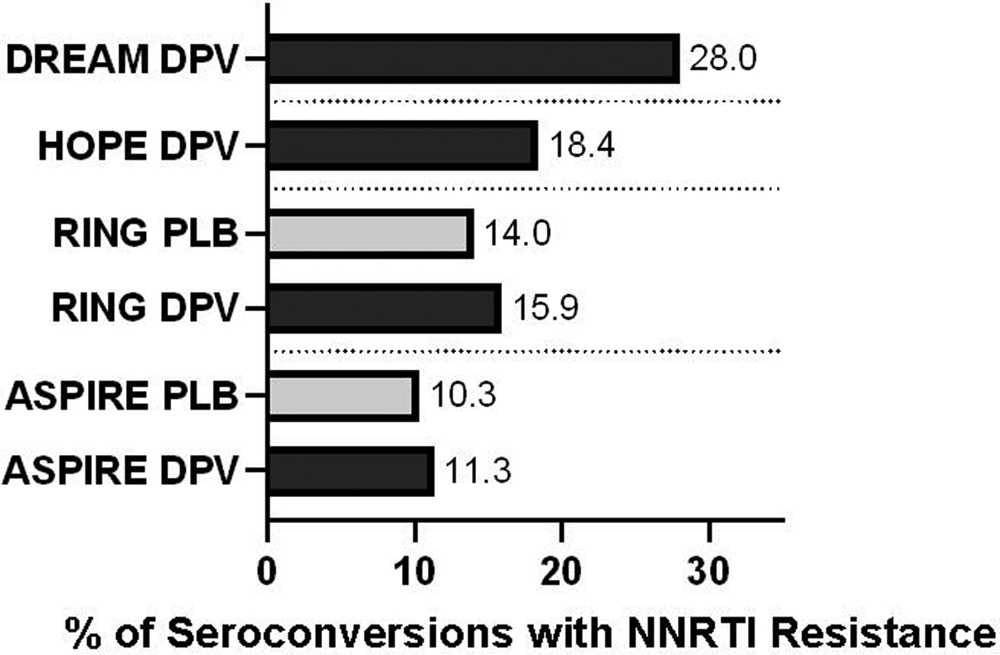 DREAM DPV 28.0
HOPE DPV 18.4
RING PLB 14.0
RING DPV 15.9
ASPIRE PLB 10.3
ASPIRE DPV 11.3
0 10 20 30
% of Seroconversions with NNRTI Resistance